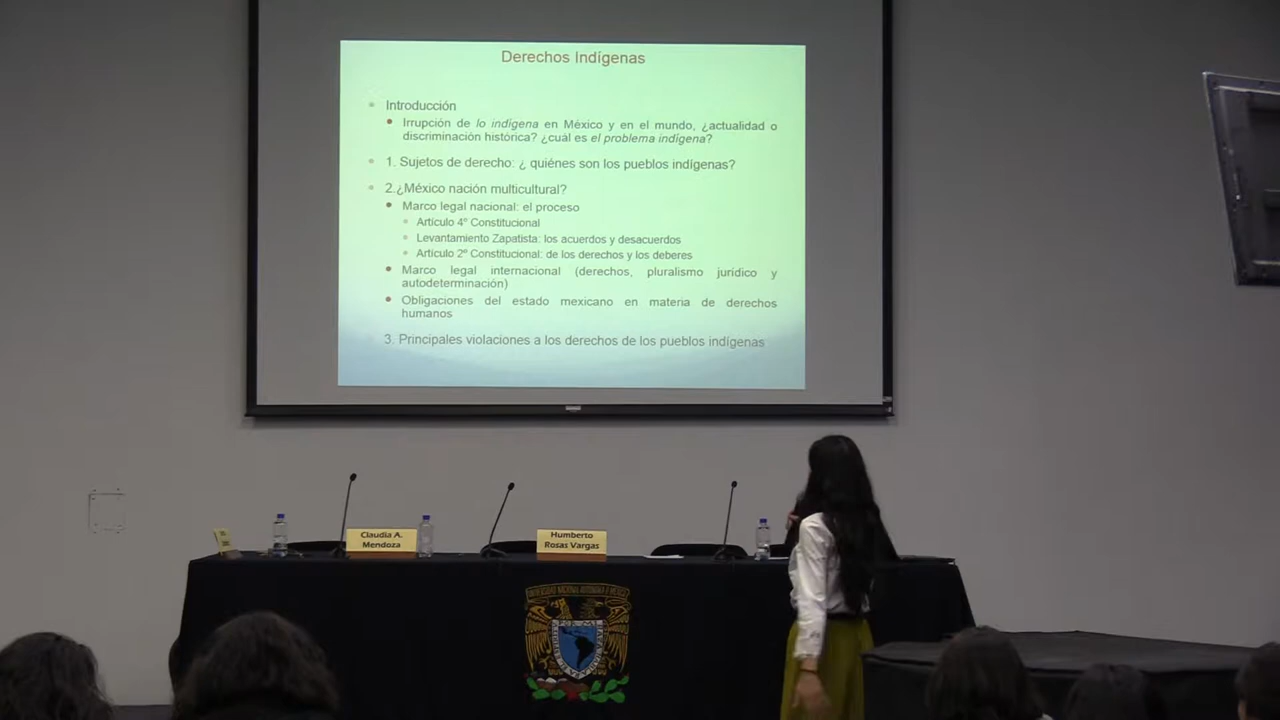 Derechos Indígenas
Introducción
Irrupción de lo indígena en México y en el mundo, ¿actualidad o
discriminación histórica? ¿cuál es el problema indígena?
1. Sujetos de derecho: ¿ quiénes son los pueblos indígenas?
2.¿México nación multicultural?
Marco legal nacional: el proceso
Artículo 4º Constitucional
Levantamiento Zapatista: los acuerdos y desacuerdos
Artículo 2º Constitucional: de los derechos y los deberes
Marco legal internacional (derechos, pluralismo jurídico y
autodeterminación)
Obligaciones del estado mexicano en materia de derechos
humanos
3. Principales violaciones a los derechos de los pueblos indígenas
Claudia A.
Mendoza
Humberto
Rosas Vargas